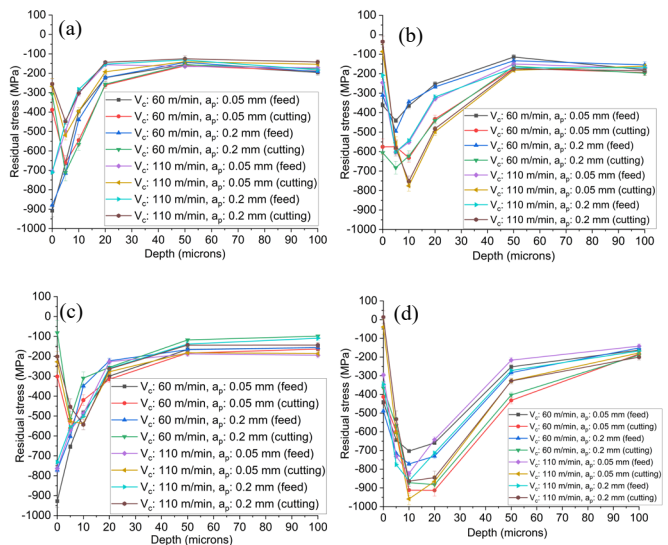 (a)
100
0
-100
-200
-300
-400
-500
-600
-700
-800
-900
-1000
Residual stress (MPa)
Vc: 60 m/min, ap: 0.05 mm (feed)
Vc: 60 m/min, ap: 0.05 mm (cutting)
Vc: 60 m/min, ap: 0.2 mm (feed)
Vc: 60 m/min, ap: 0.2 mm (cutting)
Vc: 110 m/min, ap: 0.05 mm (feed)
Vc: 110 m/min, ap: 0.05 mm (cutting)
Vc: 110 m/min, ap: 0.2 mm (feed)
Vc: 110 m/min, ap: 0.2 mm (cutting)
0 10 20 30 40 50 60 70 80 90 100
Depth (microns)
(b)
100
0
-100
-200
-300
-400
-500
-600
-700
-800
-900
-1000
Residual stress (MPa)
Vc: 60 m/min, ap: 0.05 mm (feed)
Vc: 60 m/min, ap: 0.05 mm (cutting)
Vc: 60 m/min, ap: 0.2 mm (feed)
Vc: 60 m/min, ap: 0.2 mm (cutting)
Vc: 110 m/min, ap: 0.05 mm (feed)
Vc: 110 m/min, ap: 0.05 mm (cutting)
Vc: 110 m/min, ap: 0.2 mm (feed)
Vc: 110 m/min, ap: 0.2 mm (cutting)
0 10 20 30 40 50 60 70 80 90 100
Depth (microns)
(c)
100
0
-100
-200
-300
-400
-500
-600
-700
-800
-900
-1000
Residual stress (MPa)
Vc: 60 m/min, ap: 0.05 mm (feed)
Vc: 60 m/min, ap: 0.05 mm (cutting)
Vc: 60 m/min, ap: 0.2 mm (feed)
Vc: 60 m/min, ap: 0.2 mm (cutting)
Vc: 110 m/min, ap: 0.05 mm (feed)
Vc: 110 m/min, ap: 0.05 mm (cutting)
Vc: 110 m/min, ap: 0.2 mm (feed)
Vc: 110 m/min, ap: 0.2 mm (cutting)
0 10 20 30 40 50 60 70 80 90 100
Depth (microns)
(d)
100
0
-100
-200
-300
-400
-500
-600
-700
-800
-900
-1000
Residual stress (MPa)
Vc: 60 m/min, ap: 0.05 mm (feed)
Vc: 60 m/min, ap: 0.05 mm (cutting)
Vc: 60 m/min, ap: 0.2 mm (feed)
Vc: 60 m/min, ap: 0.2 mm (cutting)
Vc: 110 m/min, ap: 0.05 mm (feed)
Vc: 110 m/min, ap: 0.05 mm (cutting)
Vc: 110 m/min, ap: 0.2 mm (feed)
Vc: 110 m/min, ap: 0.2 mm (cutting)
0 10 20 30 40 50 60 70 80 90 100
Depth (microns)